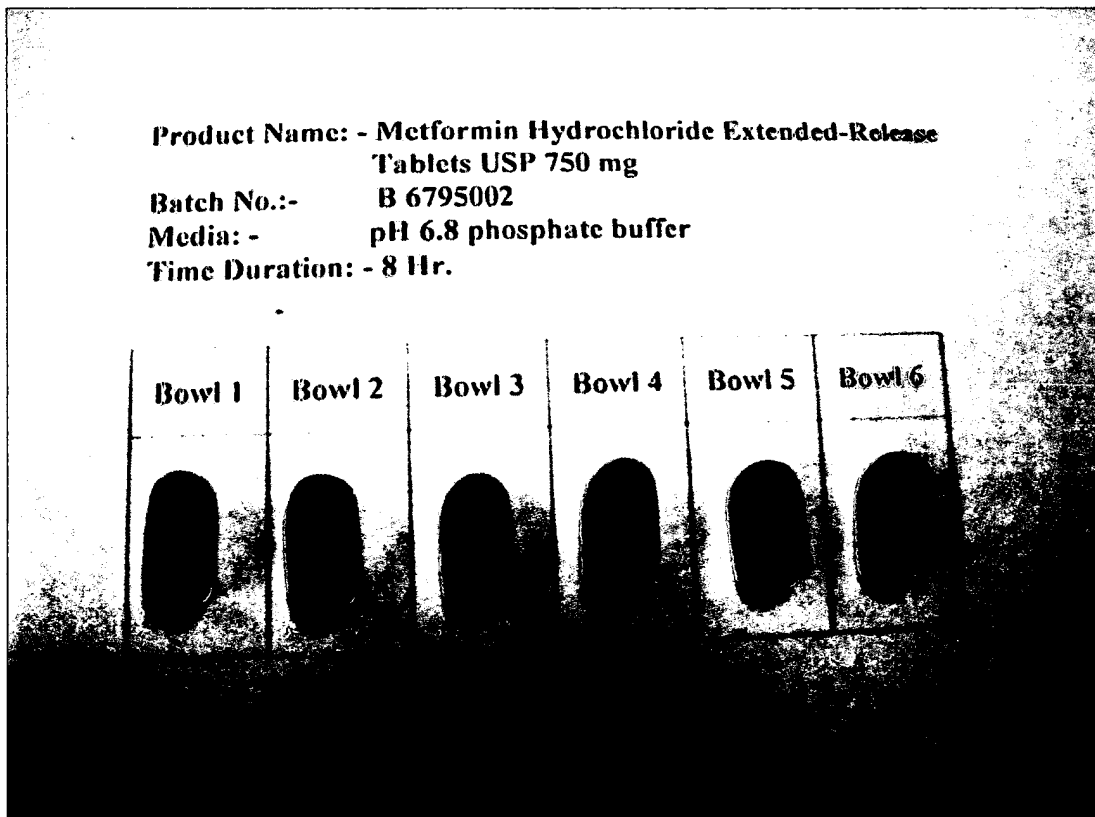 Product Name: - Metformin Hydrochloride Extended-Release
Tablets USP 750 mg
Batch No.:- B 6795002
Media: - pH 6.8 phosphate buffer
Time Duration: - 8 Hr.
Bowl 1 Bowl 2 Bowl 3 Bowl 4 Bowl 5 Bowl 6